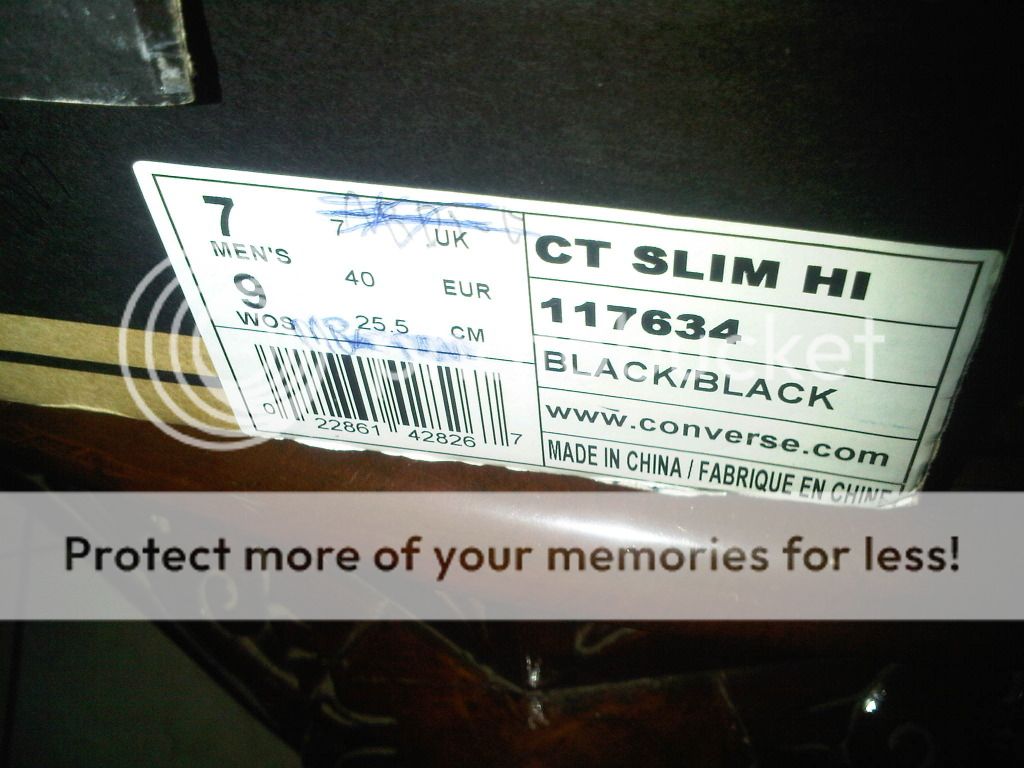 7 7 UK
MEN'S
9 40 EUR
WOS 25.5 CM
0 22861 42826 7
CT SLIM HI
117634
BLACK/BLACK
www.converse.com
MADE IN CHINA / FABRIQUE EN CHINE
Protect more of your memories for less!